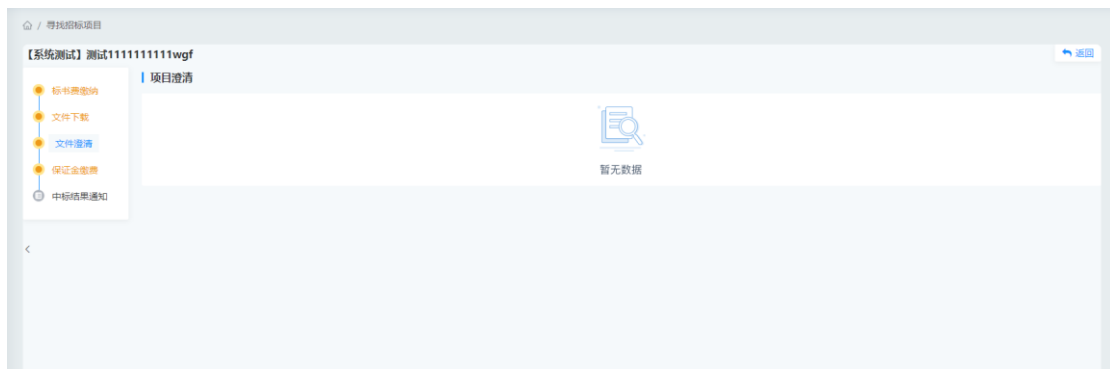 / 寻找招标项目
【系统测试】测试1111111111wgf
返回
标书费缴纳
文件下载
文件澄清
保证金缴费
中标结果通知
项目澄清
暂无数据